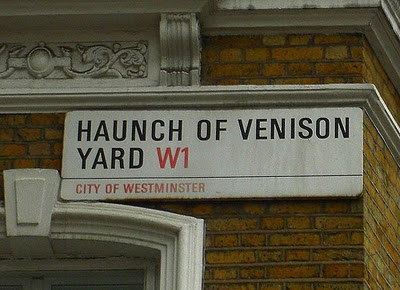 HAUNCH OF VENISON
YARD W1
CITY OF WESTMINSTER